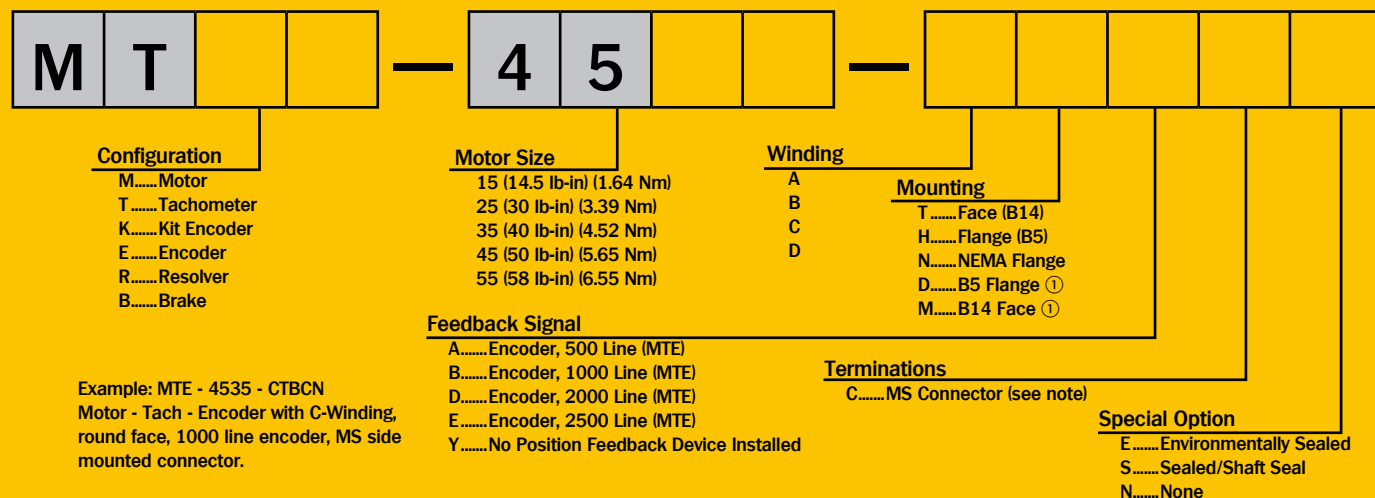 M T — 4 5 —
Configuration
M......Motor
T.......Tachometer
K.......Kit Encoder
E.......Encoder
R.......Resolver
B.......Brake
Motor Size
15 (14.5 lb-in) (1.64 Nm)
25 (30 lb-in) (3.39 Nm)
35 (40 lb-in) (4.52 Nm)
45 (50 lb-in) (5.65 Nm)
55 (58 lb-in) (6.55 Nm)
Winding
A
B
C
D
Mounting
T.......Face (B14)
H.......Flange (B5)
N.......NEMA Flange
D.......B5 Flange ①
M......B14 Face ①
Feedback Signal
A.......Encoder, 500 Line (MTE)
B.......Encoder, 1000 Line (MTE)
D.......Encoder, 2000 Line (MTE)
E.......Encoder, 2500 Line (MTE)
Y.......No Position Feedback Device Installed
Terminations
C.......MS Connector (see note)
Special Option
E.......Environmentally Sealed
S.......Sealed/Shaft Seal
N.......None
Example: MTE - 4535 - CTBCN
Motor - Tach - Encoder with C-Winding,
round face, 1000 line encoder, MS side
mounted connector.